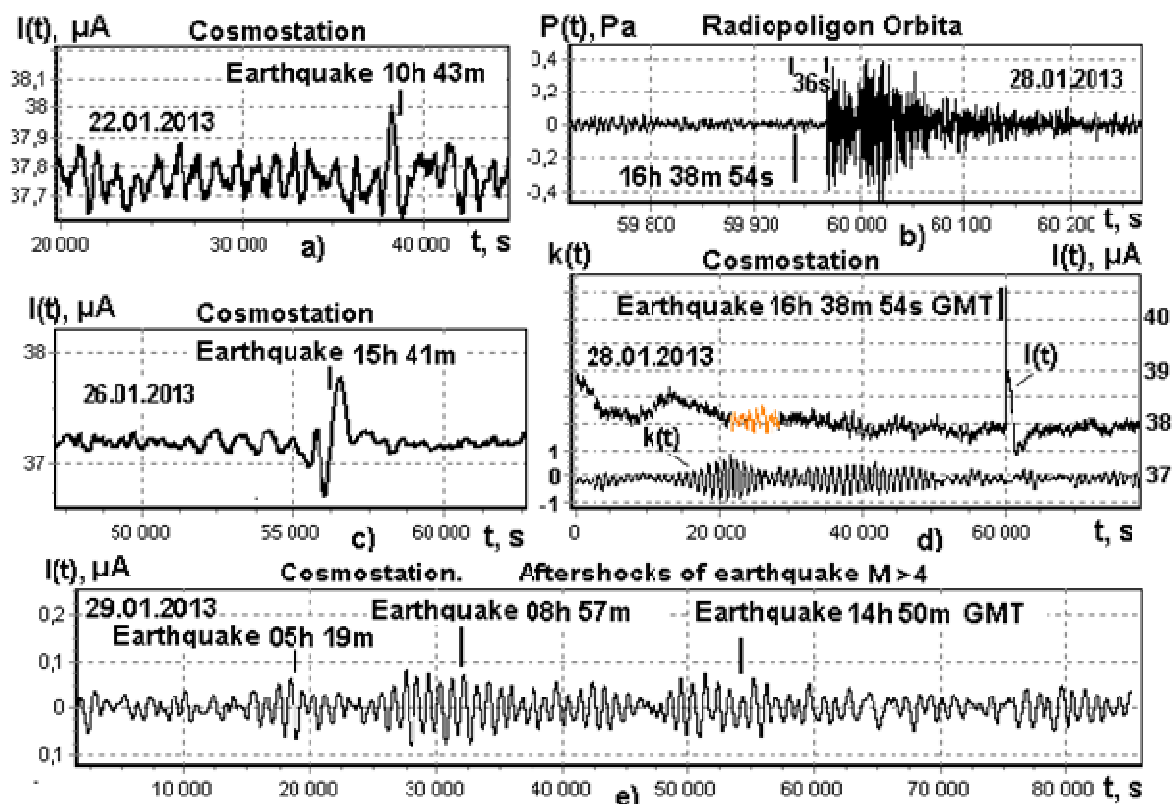 I(t), µA Cosmostation
38,1
38
37,9
37,8
37,7
Earthquake 10h 43m
22.01.2013
20 000 30 000 40 000 t, s
a)
P(t), Pa Radiopoligon Orbita
0,4
0,2
0
-0,2
-0,4
36s
28.01.2013
16h 38m 54s
59 800 59 900 60 000 60 100 60 200 t, s
b)
I(t), µA Cosmostation
38
37
Earthquake 15h 41m
26.01.2013
50 000 55 000 60 000 t, s
c)
k(t) Cosmostation I(t), µA
Earthquake 16h 38m 54s GMT
28.01.2013
I(t)
k(t)
1
0
-1
40
39
38
37
0 20 000 40 000 60 000 t, s
d)
I(t), µA Cosmostation. Aftershocks of earthquake M>4
0,2
0,1
0
0,1
29.01.2013
Earthquake 05h 19m
Earthquake 08h 57m
Earthquake 14h 50m GMT
10 000 20 000 30 000 40 000 50 000 60 000 70 000 80 000 t, s
e)